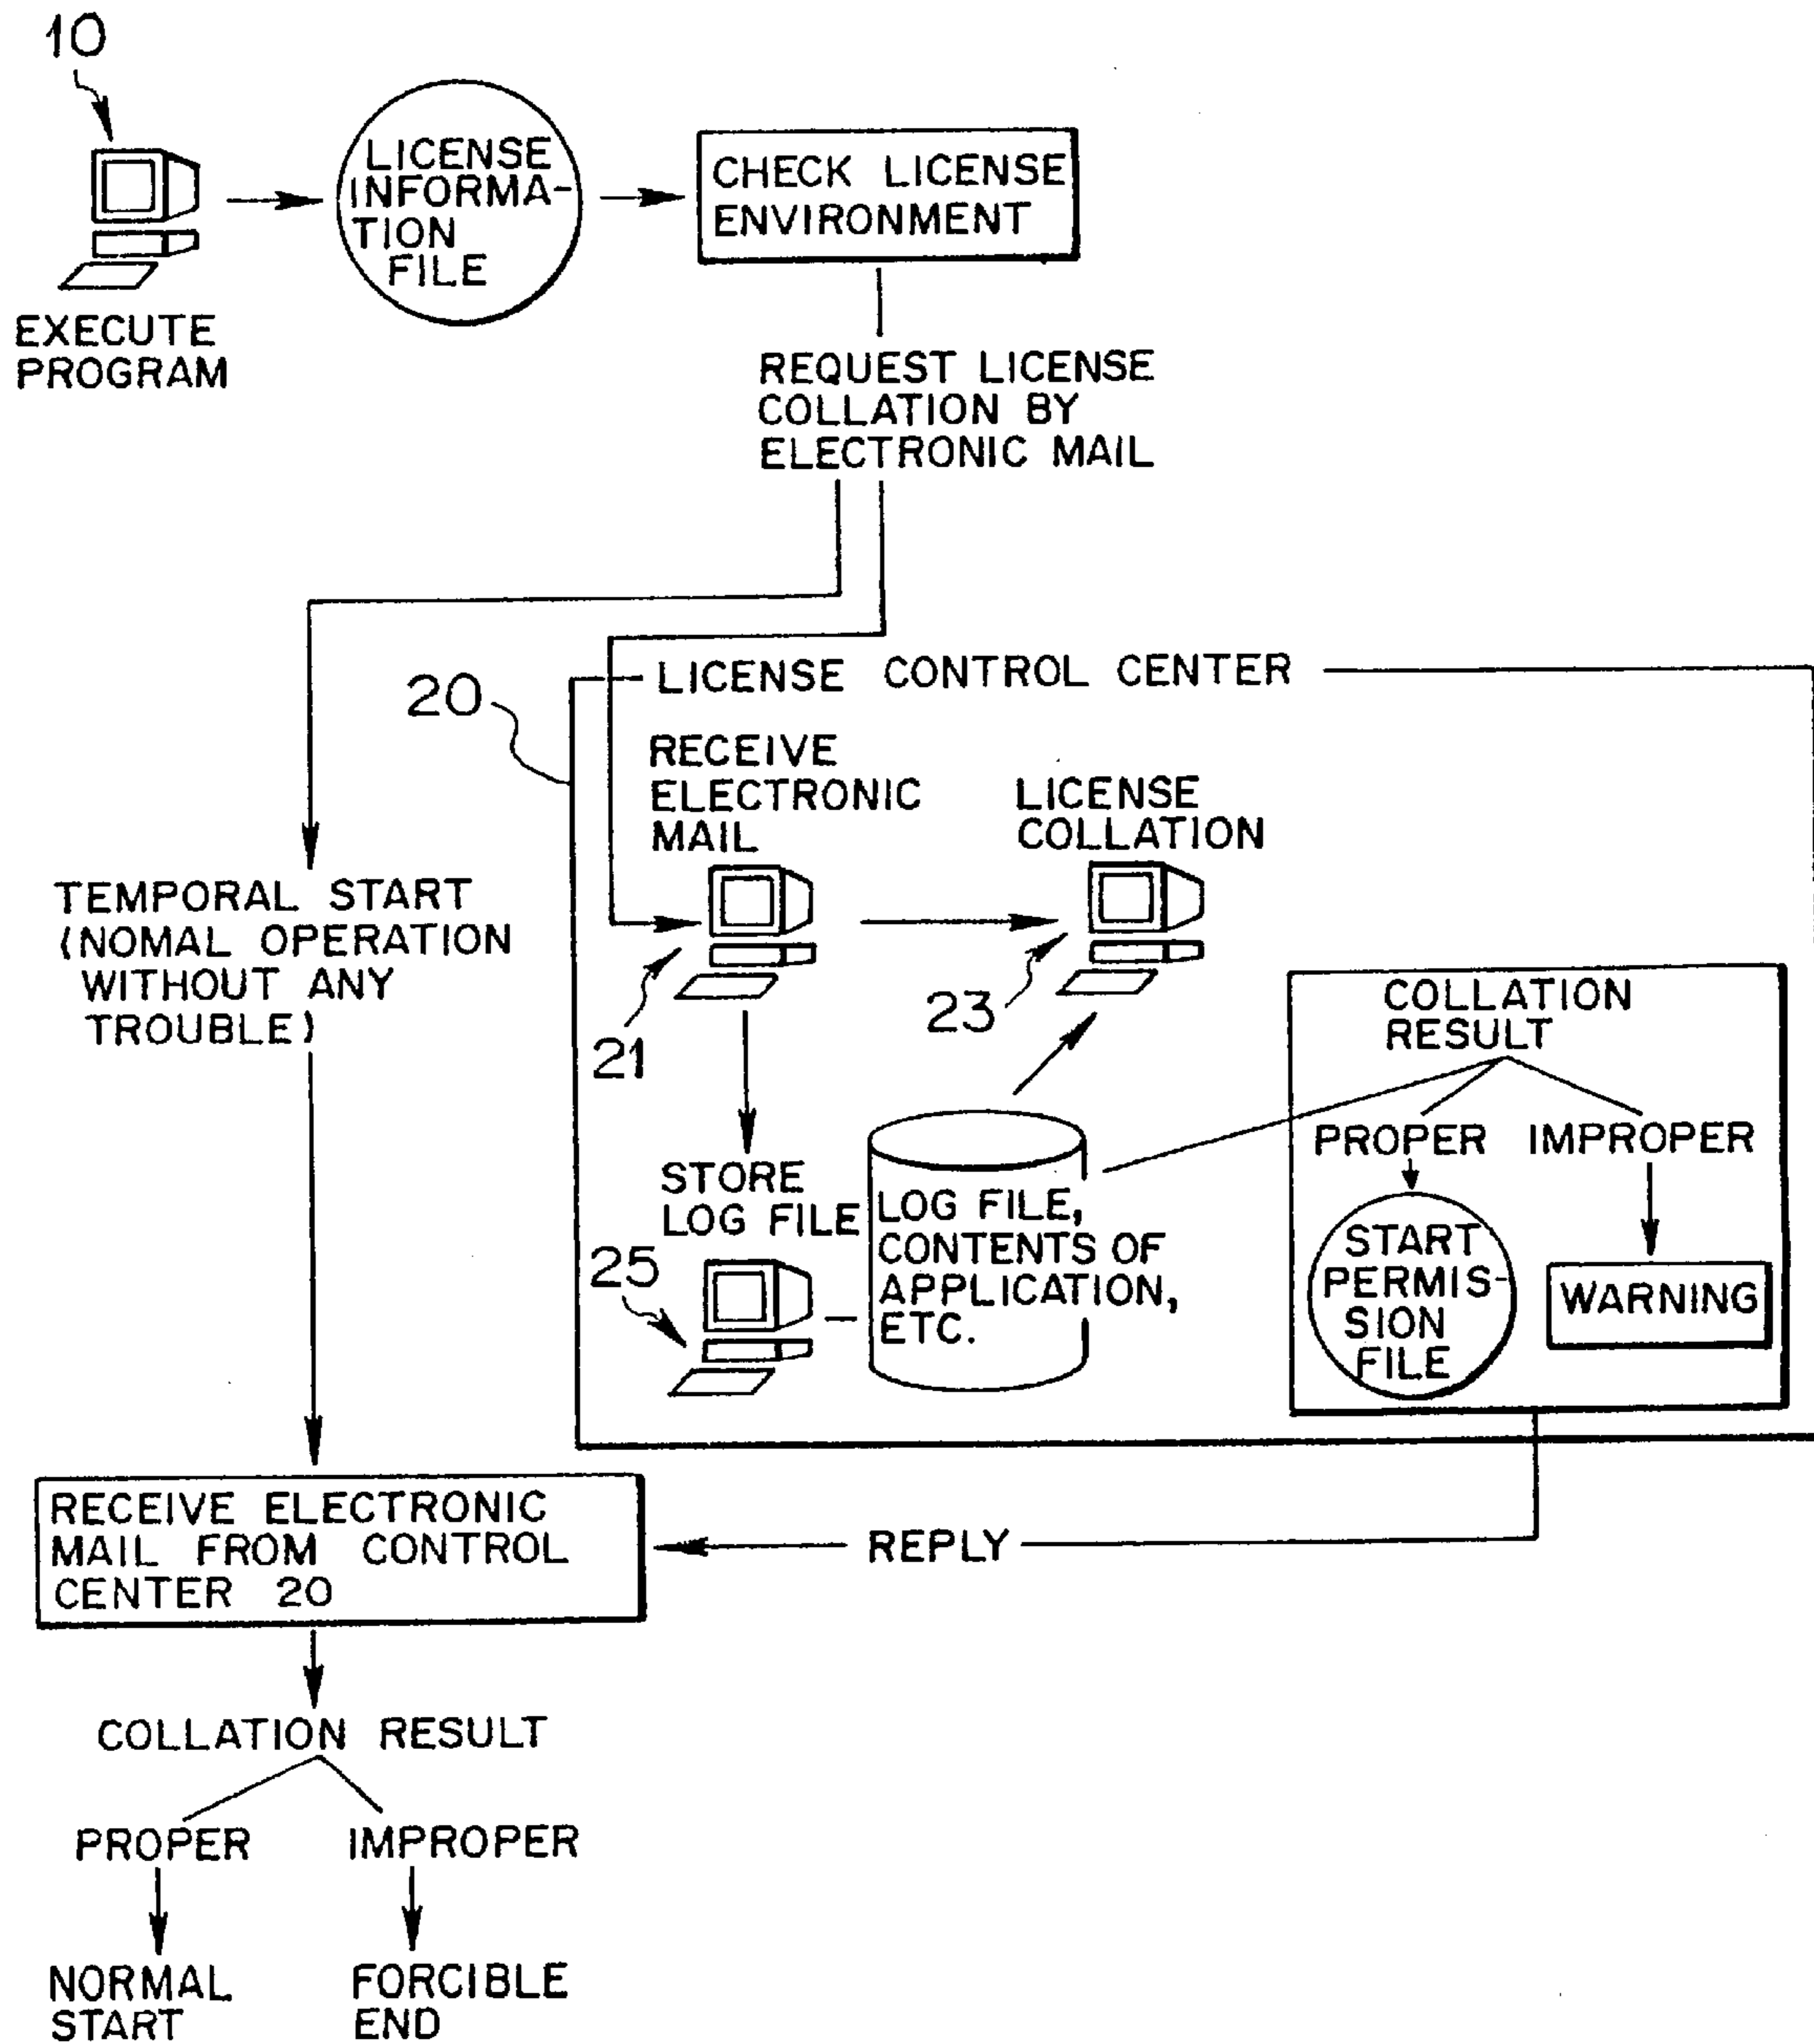 10
LICENSE
INFORMA-
TION
FILE
CHECK LICENSE
ENVIRONMENT
EXECUTE
PROGRAM
REQUEST LICENSE
COLLATION BY
ELECTRONIC MAIL
LICENSE CONTROL CENTER
20
RECEIVE
ELECTRONIC
MAIL
LICENSE
COLLATION
TEMPORAL START
(NOMAL OPERATION
WITHOUT ANY
TROUBLE)
21
23
COLLATION
RESULT
PROPER
IMPROPER
STORE
LOG FILE
LOG FILE,
CONTENTS OF
APPLICATION,
ETC.
25
START
PERMIS-
SION
FILE
WARNING
RECEIVE ELECTRONIC
MAIL FROM CONTROL
CENTER 20
REPLY
COLLATION RESULT
PROPER
IMPROPER
NORMAL
START
FORCIBLE
END